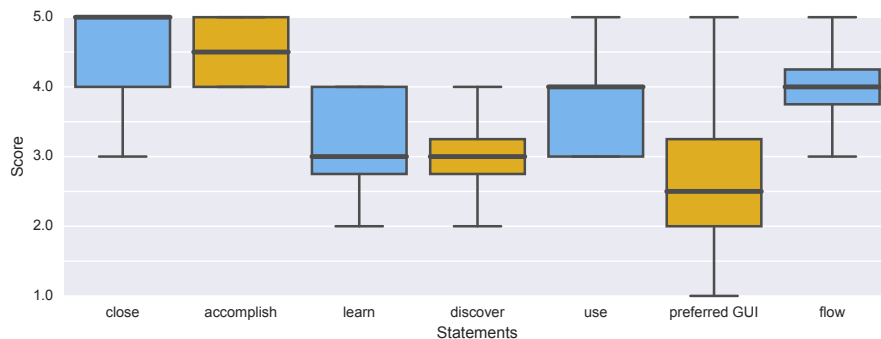 5.0
4.0
3.0
2.0
1.0
Score
close accomplish learn discover use preferred GUI flow
Statements